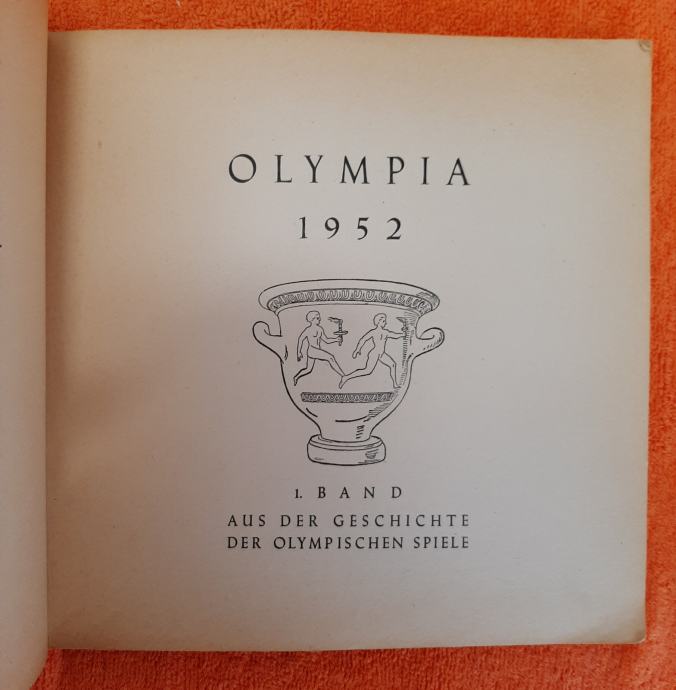 OLYMPIA
1952
1. BAND
AUS DER GESCHICHTE
DER OLYMPISCHEN SPIELE